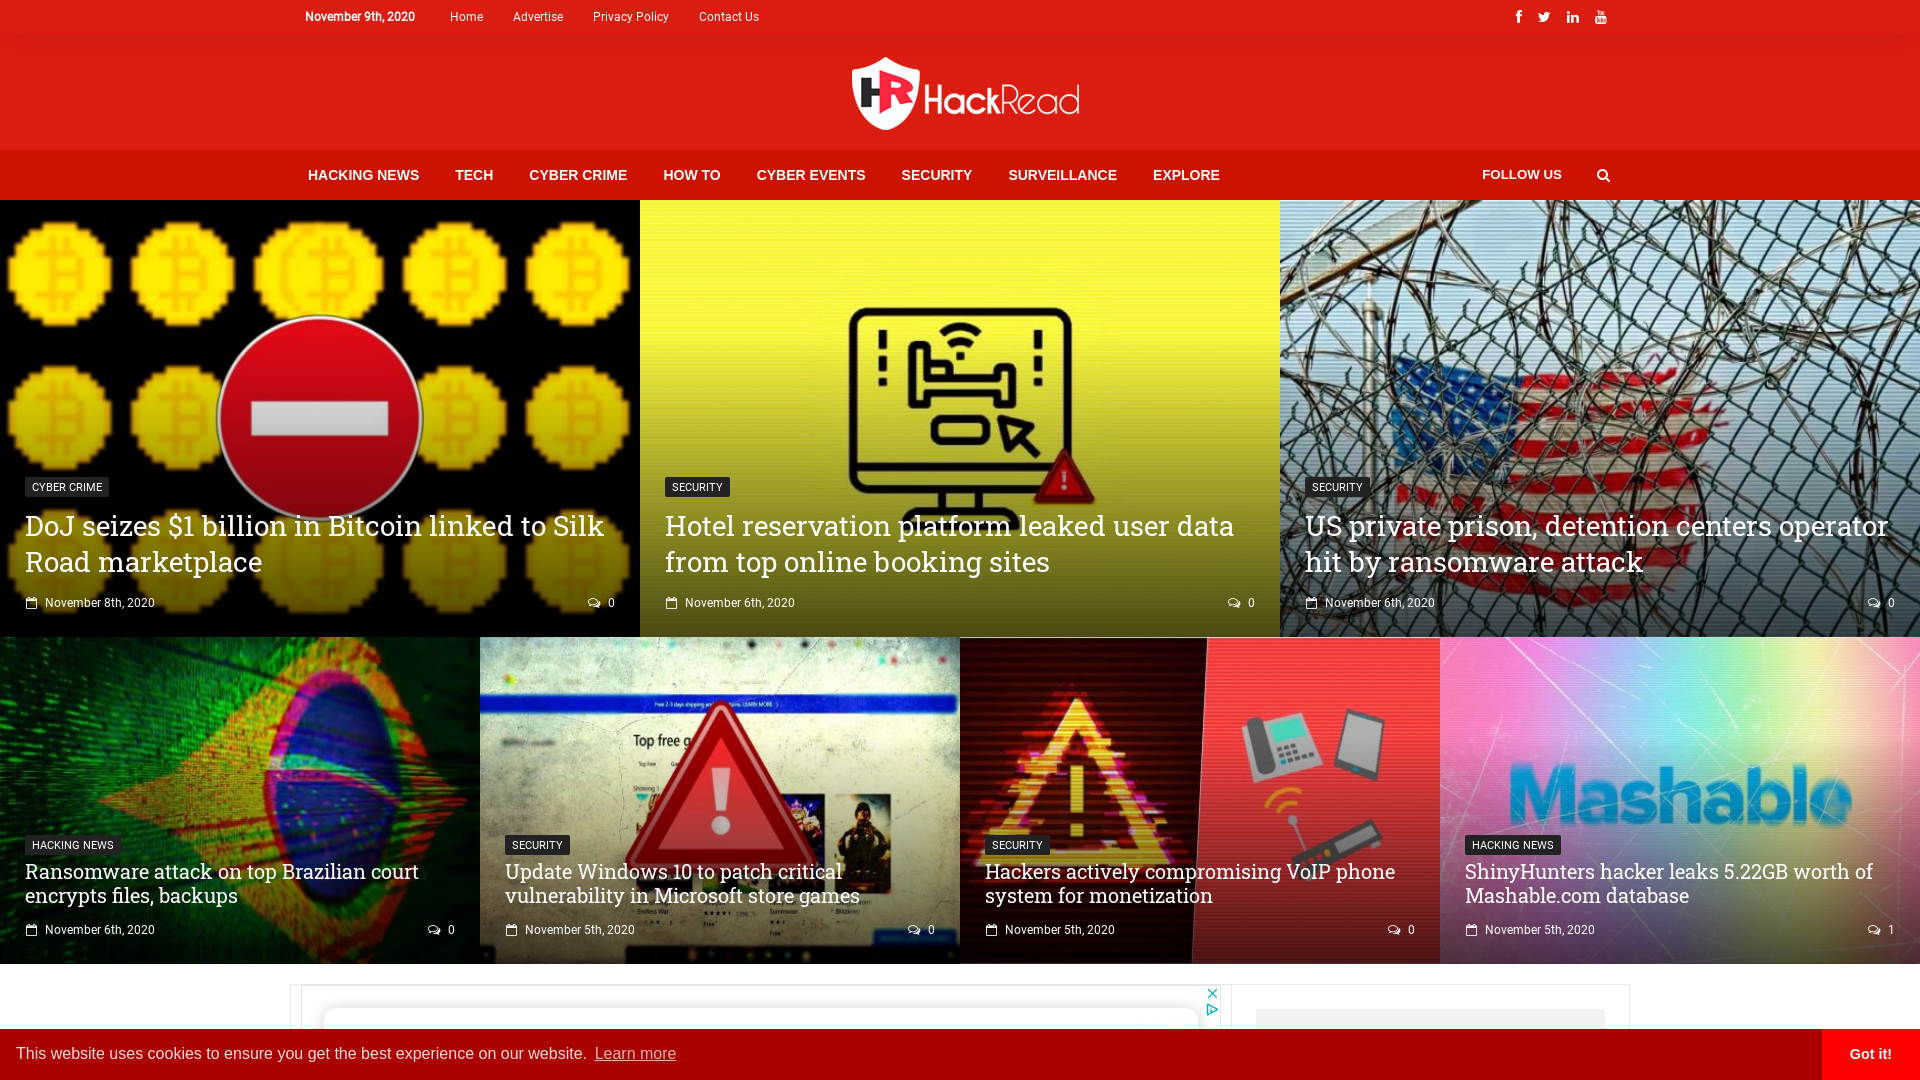 November 9th, 2020 Home Advertise Privacy Policy Contact Us
HR HackRead
HACKING NEWS TECH CYBER CRIME HOW TO CYBER EVENTS SECURITY SURVEILLANCE EXPLORE FOLLOW US
CYBER CRIME
DoJ seizes $1 billion in Bitcoin linked to Silk
Road marketplace
November 8th, 2020 0
SECURITY
Hotel reservation platform leaked user data
from top online booking sites
November 6th, 2020 0
SECURITY
US private prison, detention centers operator
hit by ransomware attack
November 6th, 2020 0
HACKING NEWS
Ransomware attack on top Brazilian court
encrypts files, backups
November 6th, 2020 0
Top free g
SECURITY
Update Windows 10 to patch critical
vulnerability in Microsoft store games
November 5th, 2020 0
SECURITY
Hackers actively compromising VoIP phone
system for monetization
November 5th, 2020 0
Mashable
HACKING NEWS
ShinyHunters hacker leaks 5.22GB worth of
Mashable.com database
November 5th, 2020 1
This website uses cookies to ensure you get the best experience on our website. Learn more
Got it!